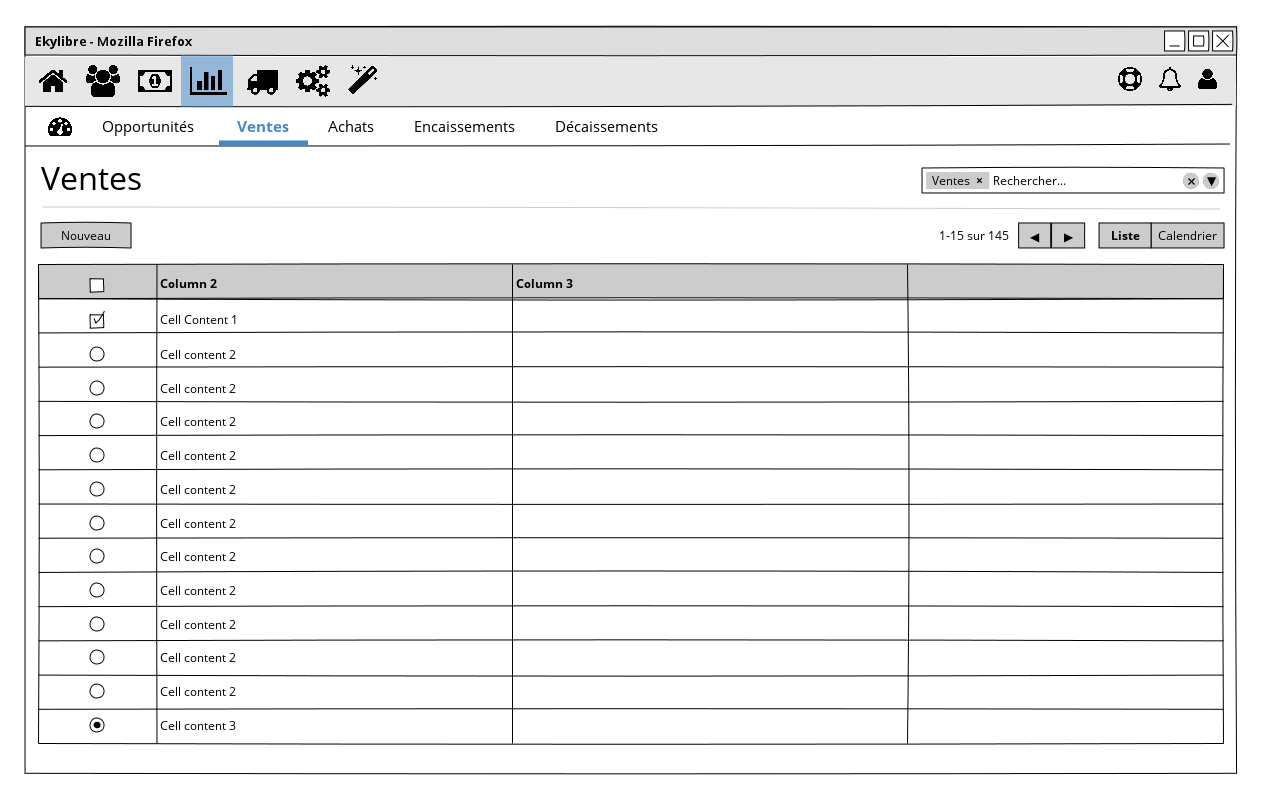 Ekylibre - Mozilla Firefox
Opportunités Ventes Achats Encaissements Décaissements
Ventes
Ventes × Rechercher...
Nouveau
1-15 sur 145
Liste Calendrier
Column 2 Column 3
Cell Content 1
Cell content 2
Cell content 2
Cell content 2
Cell content 2
Cell content 2
Cell content 2
Cell content 2
Cell content 2
Cell content 2
Cell content 2
Cell content 2
Cell content 3